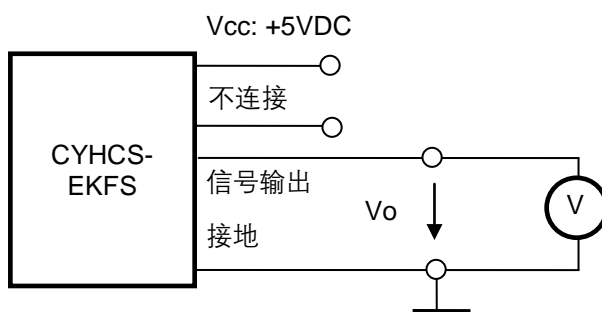 Vcc: +5VDC
不连接
CYHCS-
EKFS
信号输出
Vo
V
接地